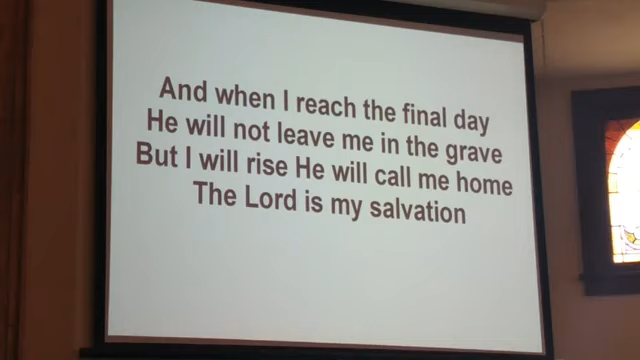 And when I reach the final day
He will not leave me in the grave
But I will rise He will call me home
The Lord is my salvation